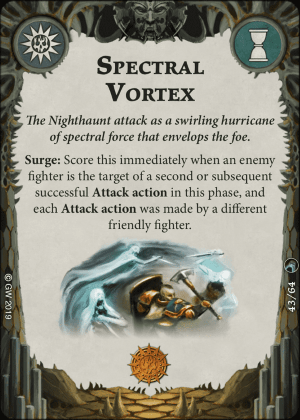 Spectral
Vortex
The Nighthaunt attack as a swirling hurricane
of spectral force that envelops the foe.
Surge: Score this immediately when an enemy
fighter is the target of a second or subsequent
successful Attack action in this phase, and
each Attack action was made by a different
friendly fighter.
© GW 2019
43/64